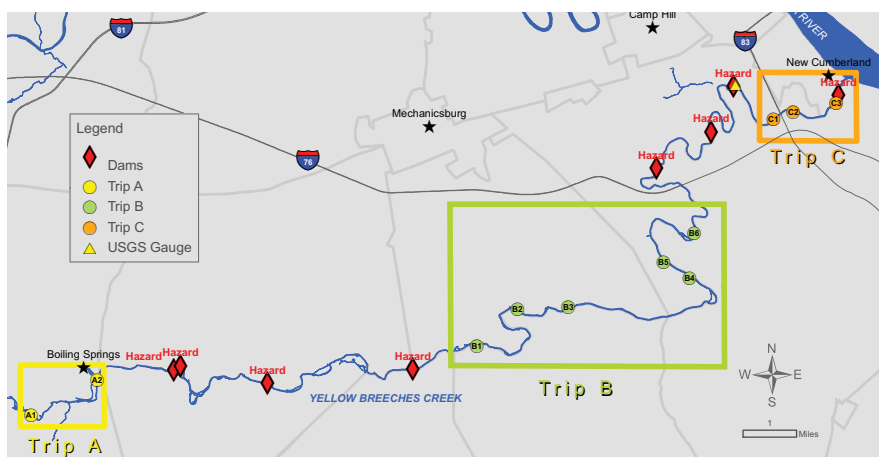 Camp Hill
81
83
RIVER
New Cumberland
Hazard
Hazard
C1
C2
C3
Trip C
Mechanicsburg
Hazard
Legend
Dams
Trip A
Trip B
Trip C
USGS Gauge
76
Hazard
B6
B5
B4
B2
B3
B1
Boiling Springs
Hazard
Hazard
Hazard
Hazard
A2
A1
Trip A
YELLOW BREECHES CREEK
Trip B
N
W
E
S
1
Miles